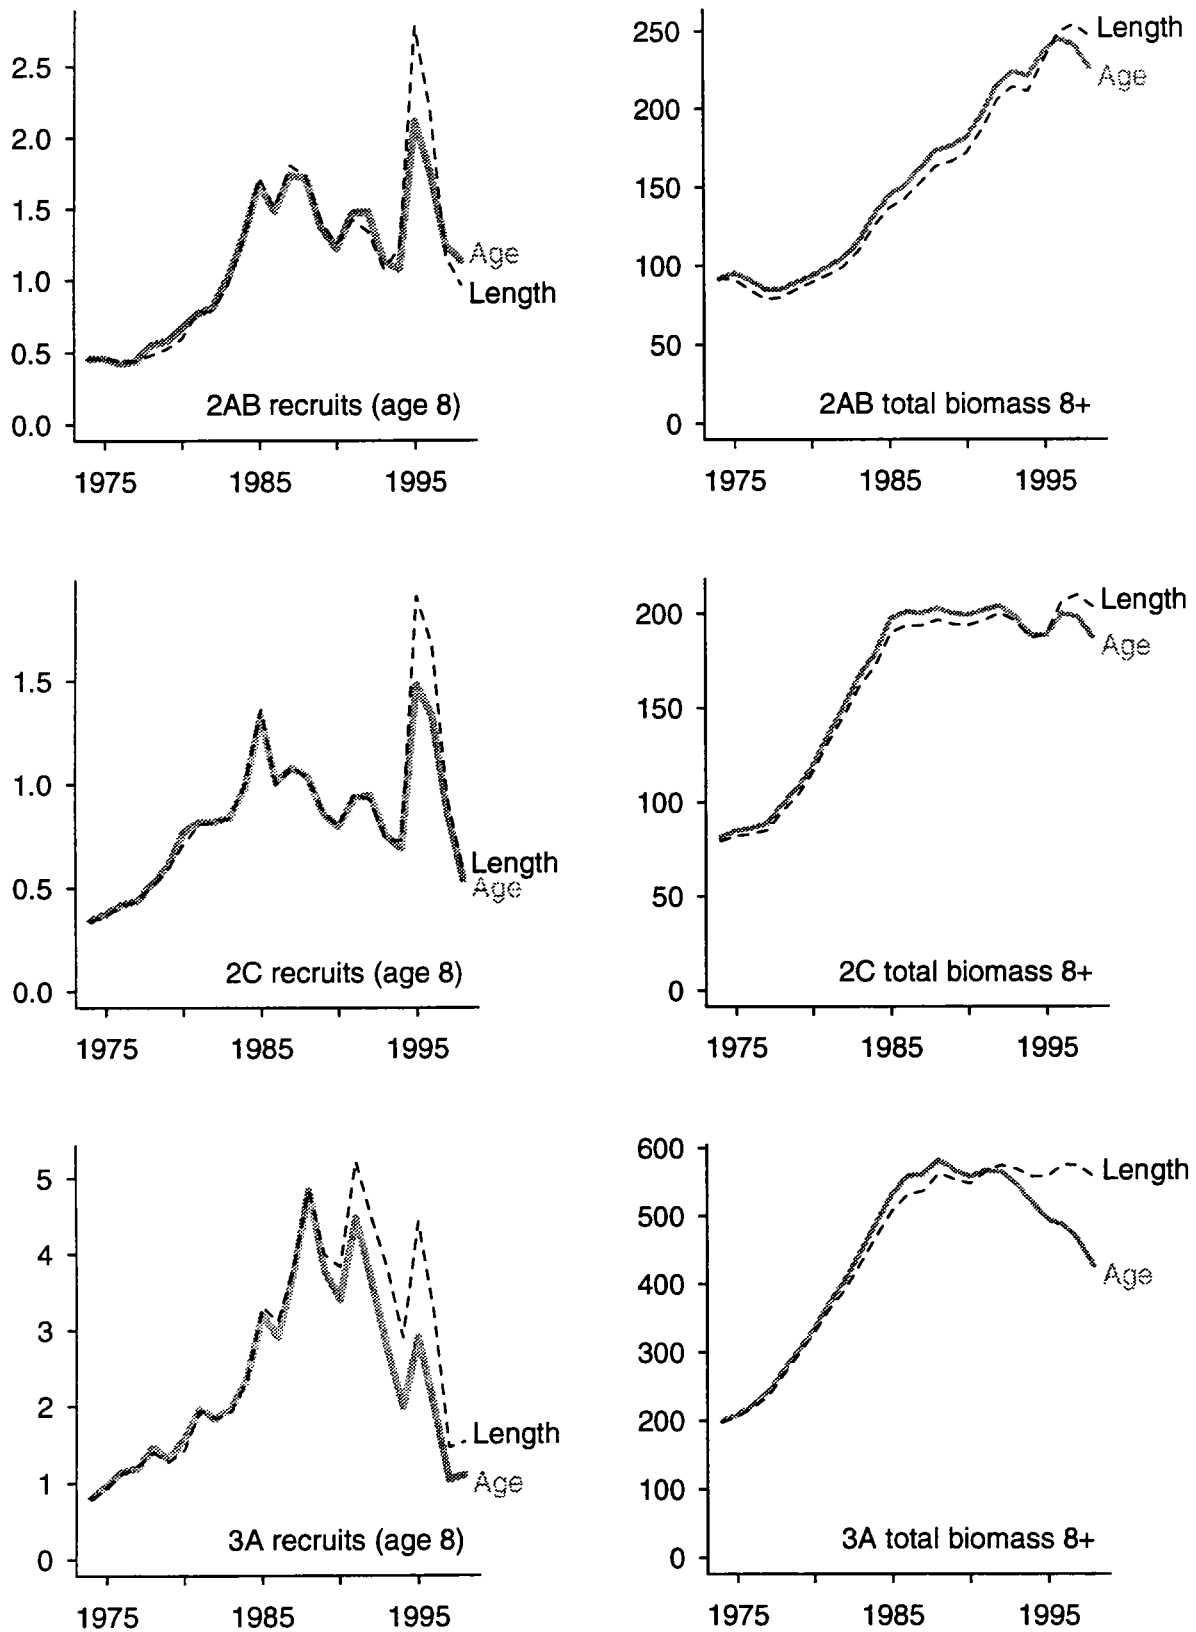 2.5
2.0
1.5
1.0
0.5
0.0
Age
Length
2AB recruits (age 8)
1975 1985 1995
250
200
150
100
50
0
Length
Age
2AB total biomass 8+
1975 1985 1995
1.5
1.0
0.5
0.0
Length
Age
2C recruits (age 8)
1975 1985 1995
200
150
100
50
0
Length
Age
2C total biomass 8+
1975 1985 1995
5
4
3
2
1
0
Length
Age
3A recruits (age 8)
1975 1985 1995
600
500
400
300
200
100
0
Length
Age
3A total biomass 8+
1975 1985 1995